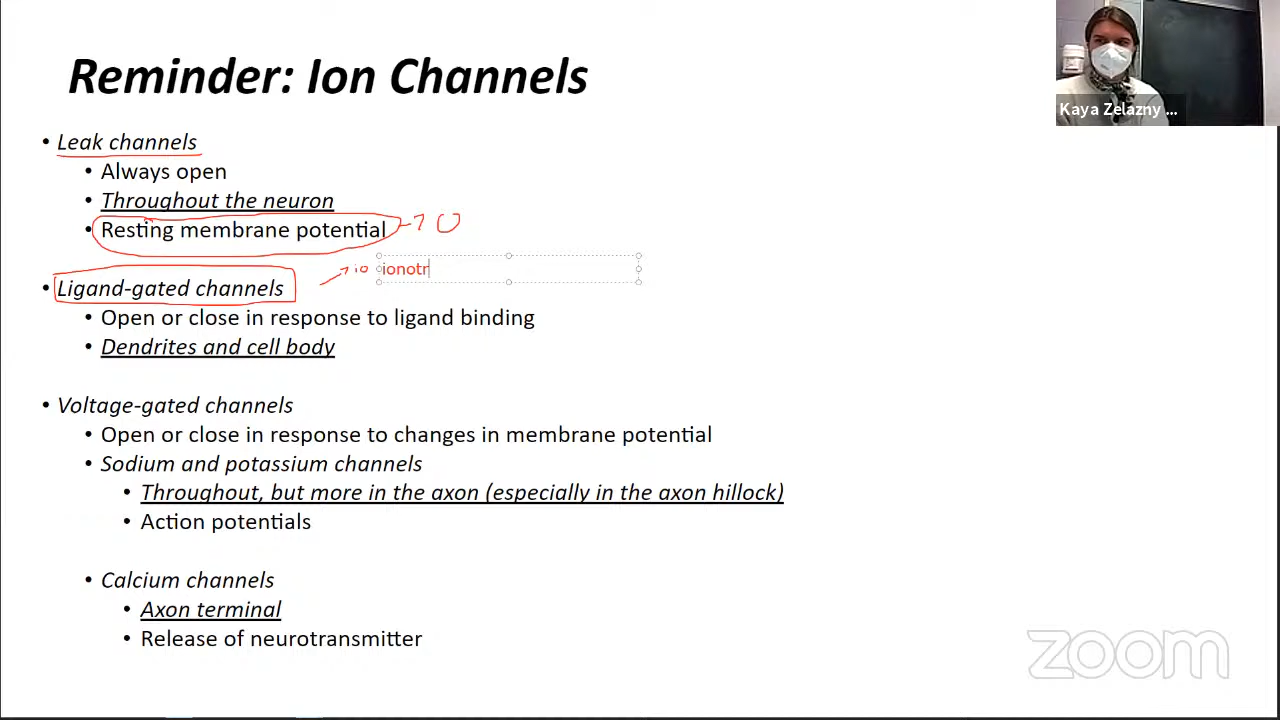 Reminder: Ion Channels
Kaya Zelazny ...
• Leak channels
• Always open
• Throughout the neuron
• Resting membrane potential
io ionotr
• Ligand-gated channels
• Open or close in response to ligand binding
• Dendrites and cell body
• Voltage-gated channels
• Open or close in response to changes in membrane potential
• Sodium and potassium channels
• Throughout, but more in the axon (especially in the axon hillock)
• Action potentials
• Calcium channels
• Axon terminal
• Release of neurotransmitter
zoom